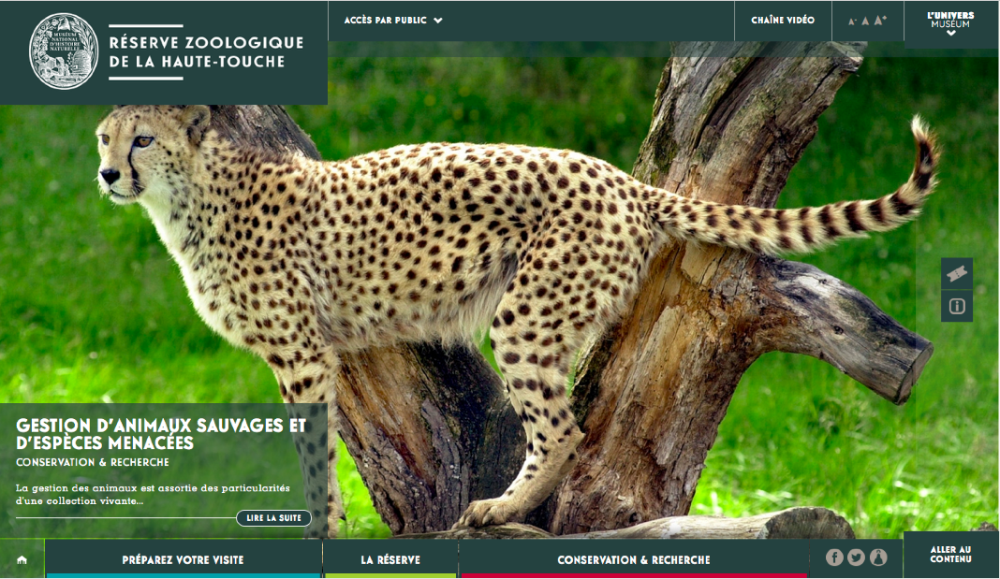 MUSÉUM
NATIONAL
D'HISTOIRE
NATURELLE
RÉSERVE ZOOLOGIQUE
DE LA HAUTE-TOUCHE
ACCÈS PAR PUBLIC
CHAÎNE VIDÉO
A- A A+
L'UNIVERS
MUSÉUM
GESTION D'ANIMAUX SAUVAGES ET
D'ESPÈCES MENACÉES
CONSERVATION & RECHERCHE
La gestion des animaux est assortie des particularités
d'une collection vivante...
LIRE LA SUITE
PRÉPAREZ VOTRE VISITE
LA RÉSERVE
CONSERVATION & RECHERCHE
ALLER AU
CONTENU